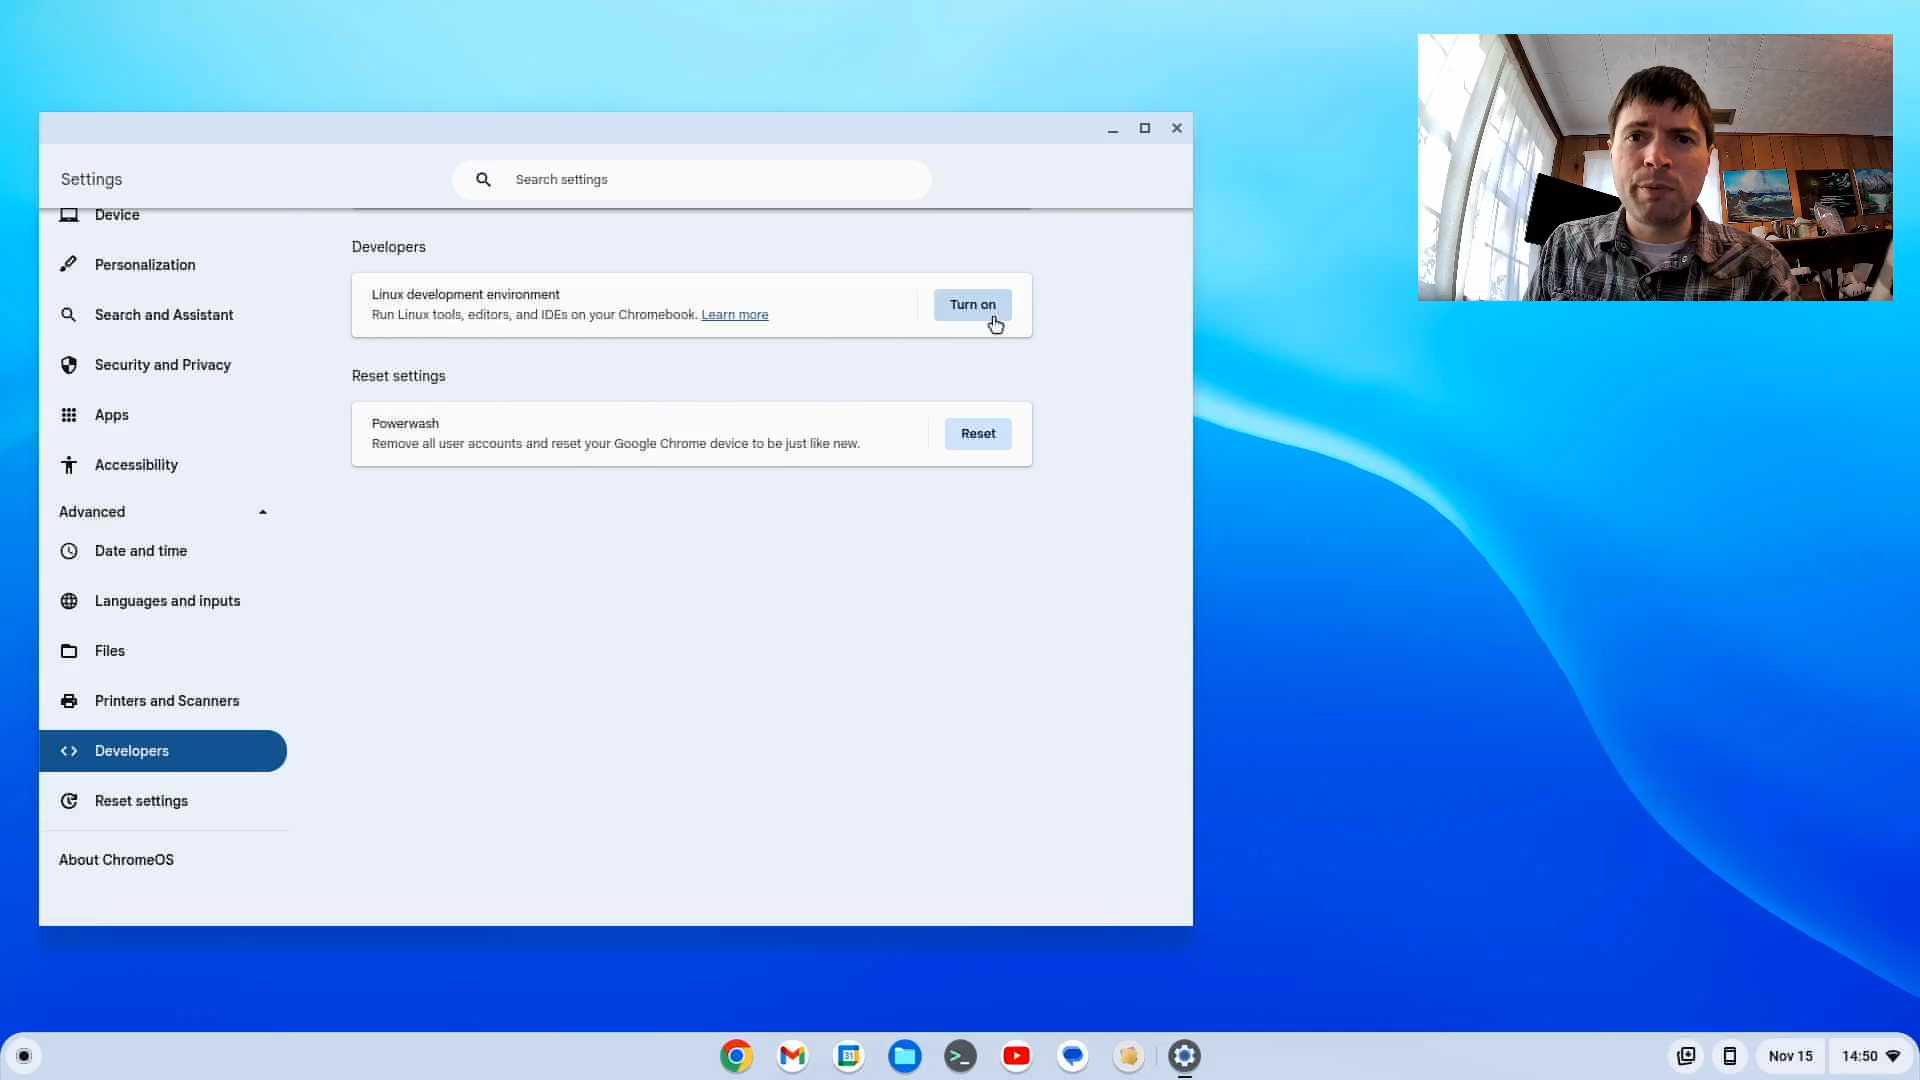 Settings
Search settings
Device
Personalization
Search and Assistant
Security and Privacy
Apps
Accessibility
Advanced
Date and time
Languages and inputs
Files
Printers and Scanners
Developers
Reset settings
About ChromeOS
Developers
Linux development environment
Run Linux tools, editors, and IDEs on your Chromebook. Learn more
Turn on
Reset settings
Powerwash
Remove all user accounts and reset your Google Chrome device to be just like new.
Reset
31
Nov 15
14:50